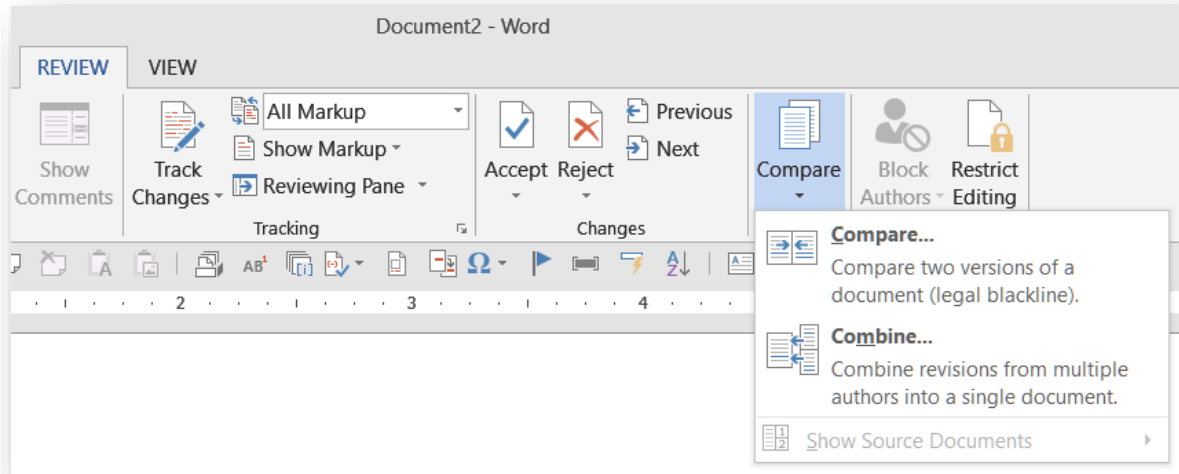 Document2 - Word
REVIEW VIEW
Show
Comments
Track
Changes
All Markup
Show Markup
Reviewing Pane
Tracking
Accept Reject
Previous
Next
Changes
Compare
Block
Authors
Restrict
Editing
Compare...
Compare two versions of a
document (legal blackline).
Combine...
Combine revisions from multiple
authors into a single document.
Show Source Documents
A AB¹ [i] Ω A Z
2 3 4